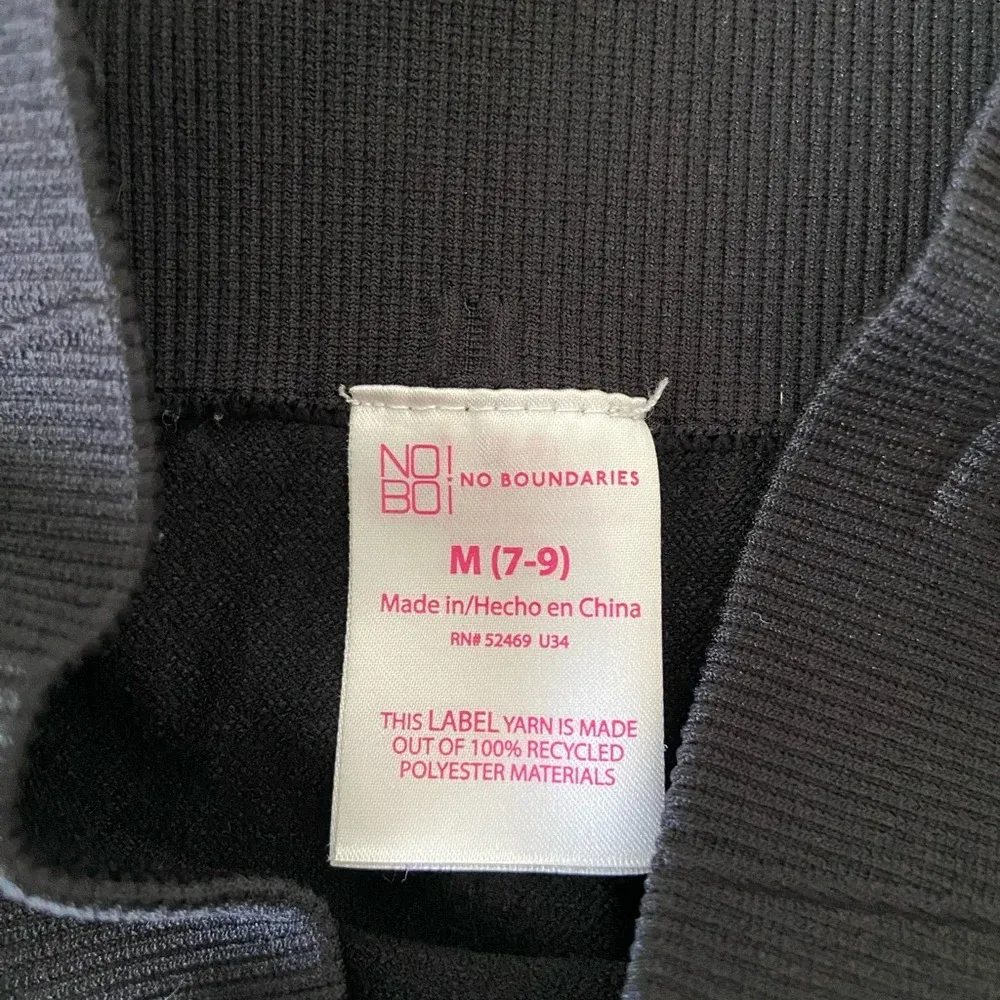 NO! NO BOUNDARIES
BO¡
M (7-9)
Made in/Hecho en China
RN# 52469 U34
THIS LABEL YARN IS MADE
OUT OF 100% RECYCLED
POLYESTER MATERIALS